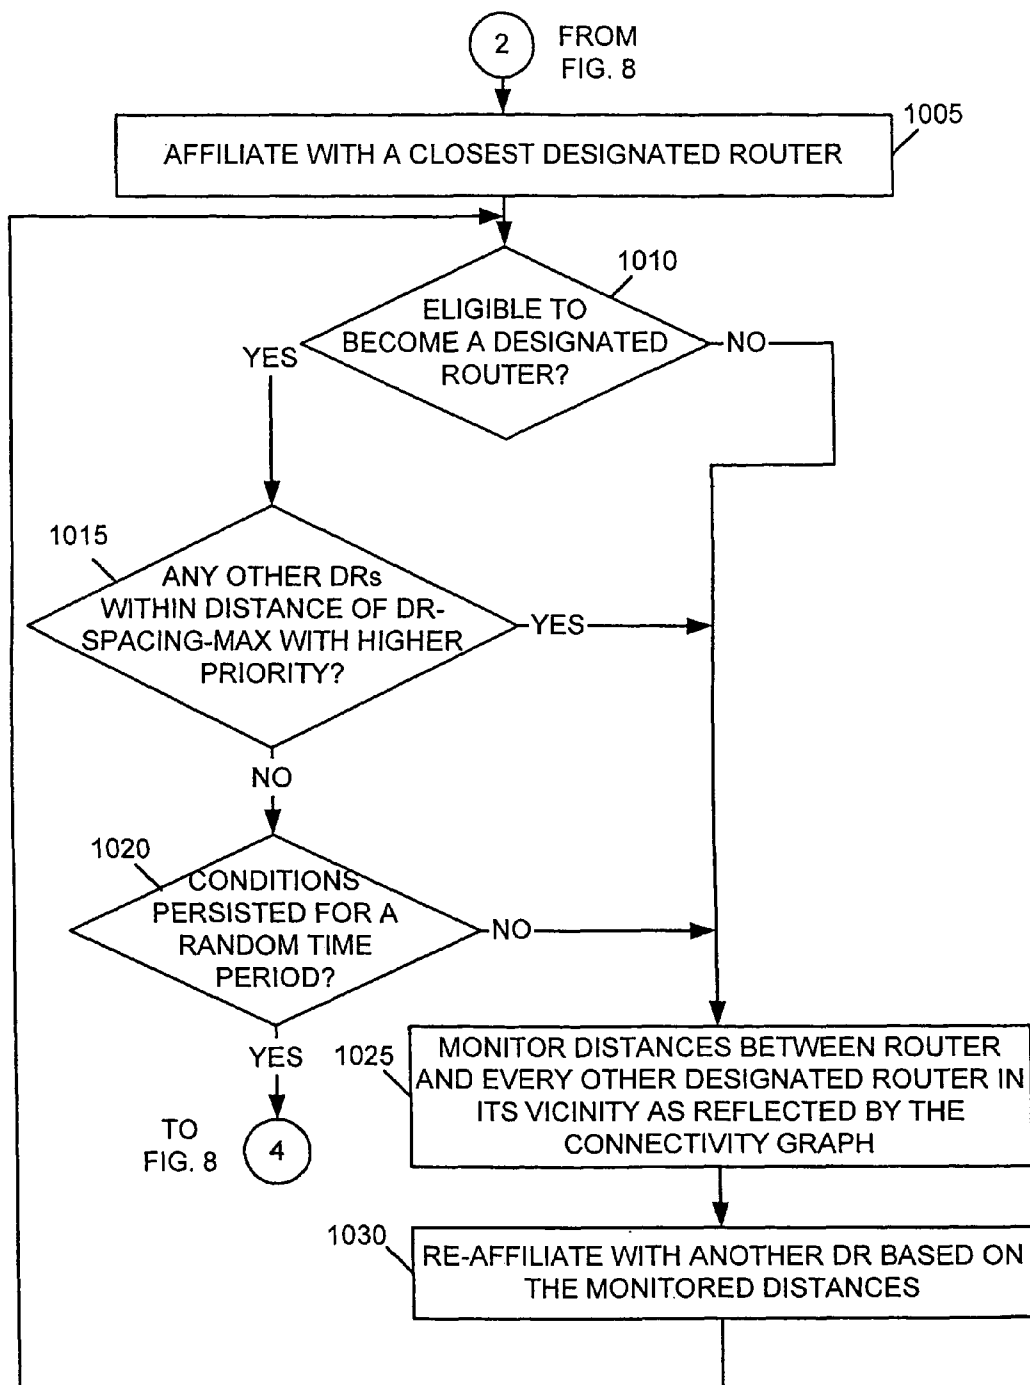 2
FROM
FIG. 8
1005
AFFILIATE WITH A CLOSEST DESIGNATED ROUTER
1010
ELIGIBLE TO
BECOME A DESIGNATED
ROUTER?
YES
NO
1015
ANY OTHER DRs
WITHIN DISTANCE OF DR-
SPACING-MAX WITH HIGHER
PRIORITY?
YES
NO
1020
CONDITIONS
PERSISTED FOR A
RANDOM TIME
PERIOD?
NO
YES
TO
FIG. 8
4
1025
MONITOR DISTANCES BETWEEN ROUTER
AND EVERY OTHER DESIGNATED ROUTER IN
ITS VICINITY AS REFLECTED BY THE
CONNECTIVITY GRAPH
1030
RE-AFFILIATE WITH ANOTHER DR BASED ON
THE MONITORED DISTANCES